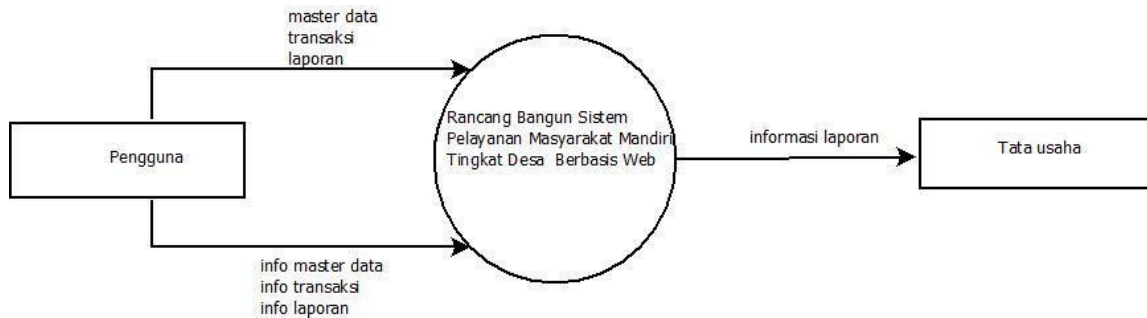 master data
transaksi
laporan
Pengguna
Rancang Bangun Sistem
Pelayanan Masyarakat Mandiri
Tingkat Desa Berbasis Web
informasi laporan
Tata usaha
info master data
info transaksi
info laporan